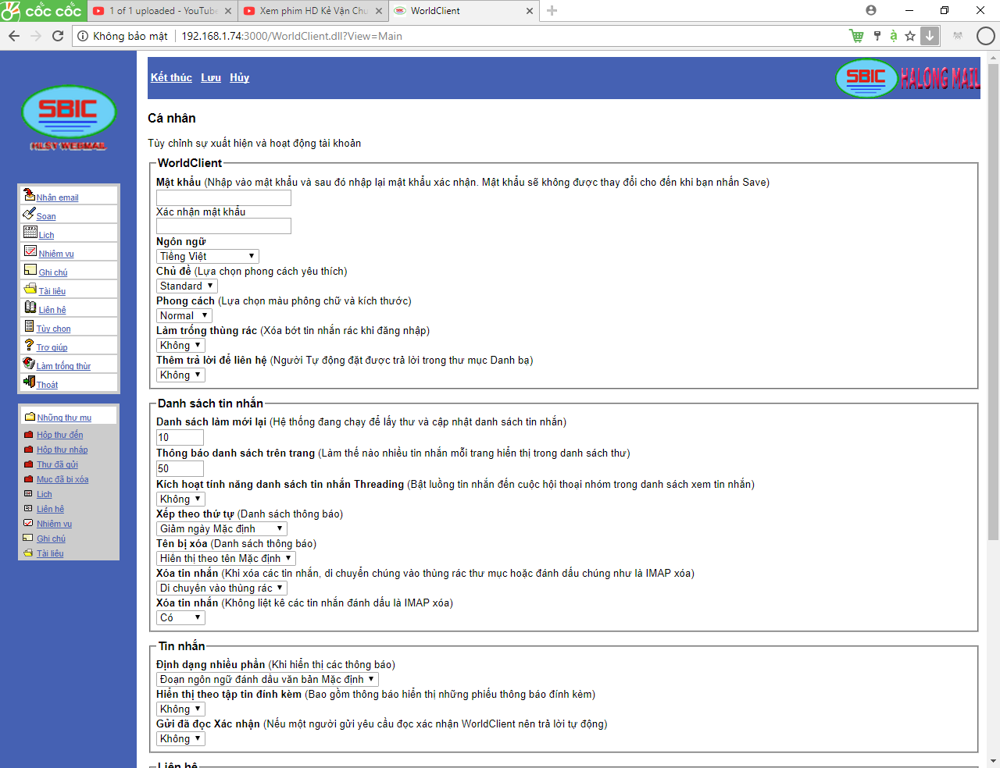 cốc cốc
1 of 1 uploaded - YouTube
Xem phim HD Kẻ Vận Chu
WorldClient
Không bảo mật
192.168.1.74:3000/WorldClient.dll?View=Main
SBIC
HLST WEBMAIL
Kết thúc Lưu Hủy
SBIC HALONG MAIL
Nhận email
Soạn
Lịch
Nhiệm vụ
Ghi chú
Tài liệu
Liên hệ
Tùy chọn
Trợ giúp
Làm trống thùr
Thoát
Những thư mụ
Hộp thư đến
Hộp thư nháp
Thư đã gửi
Mục đã bị xóa
Lịch
Liên hệ
Nhiệm vụ
Ghi chú
Tài liệu
Cá nhân
Tùy chỉnh sự xuất hiện và hoạt động tài khoản
WorldClient
Mật khẩu (Nhập vào mật khẩu và sau đó nhập lại mật khẩu xác nhận. Mật khẩu sẽ không được thay đổi cho đến khi bạn nhấn Save)
Xác nhận mật khẩu
Ngôn ngữ
Tiếng Việt
Chủ đề (Lựa chọn phong cách yêu thích)
Standard
Phong cách (Lựa chọn màu phông chữ và kích thước)
Normal
Làm trống thùng rác (Xóa bớt tin nhắn rác khi đăng nhập)
Không
Thêm trả lời để liên hệ (Người Tự động đặt được trả lời trong thư mục Danh bạ)
Không
Danh sách tin nhắn
Danh sách làm mới lại (Hệ thống đang chạy để lấy thư và cập nhật danh sách tin nhắn)
10
Thông báo danh sách trên trang (Làm thế nào nhiều tin nhắn mỗi trang hiển thị trong danh sách thư)
50
Kích hoạt tính năng danh sách tin nhắn Threading (Bật luồng tin nhắn đến cuộc hội thoại nhóm trong danh sách xem tin nhắn)
Không
Xếp theo thứ tự (Danh sách thông báo)
Giảm ngày Mặc định
Tên bị xóa (Danh sách thông báo)
Hiển thị theo tên Mặc định
Xóa tin nhắn (Khi xóa các tin nhắn, di chuyển chúng vào thùng rác thư mục hoặc đánh dấu chúng như là IMAP xóa)
Di chuyển vào thùng rác
Xóa tin nhắn (Không liệt kê các tin nhắn đánh dấu là IMAP xóa)
Có
Tin nhắn
Định dạng nhiều phần (Khi hiển thị các thông báo)
Đoạn ngôn ngữ đánh dấu văn bản Mặc định
Hiển thị theo tập tin đính kèm (Bao gồm thông báo hiển thị những phiếu thông báo đính kèm)
Không
Gửi đã đọc Xác nhận (Nếu một người gửi yêu cầu đọc xác nhận WorldClient nên trả lời tự động)
Không
Liên hệ